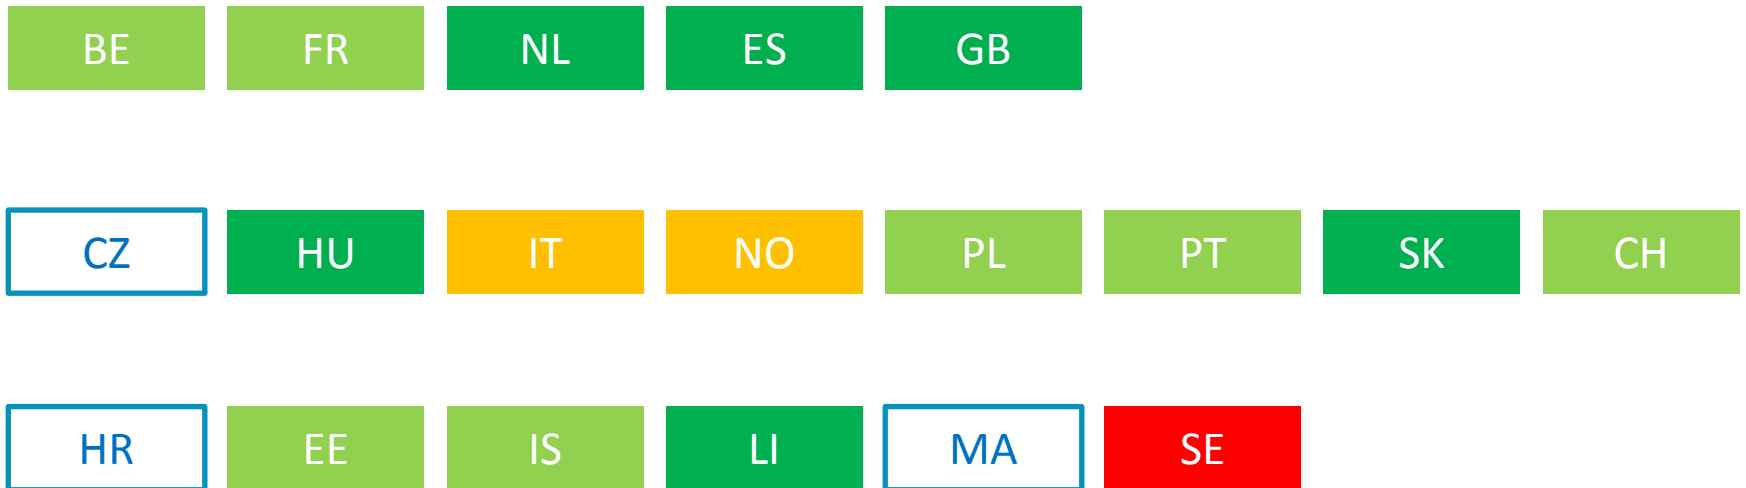 BE FR NL ES GB
CZ HU IT NO PL PT SK CH
HR EE IS LI MA SE